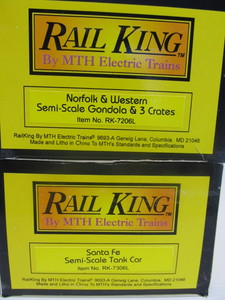 RAIL KING™
By MTH Electric Trains
Norfolk & Western
Semi-Scale Gondola & 3 Crates
Item No. RK-7206L
RailKing By MTH Electric Trains® 9693-A Gerwig Lane, Columbia, MD 21046
Made and Litho in China To MTH's Standards and Specifications
RAIL KING™
By MTH Electric Trains
Santa Fe
Semi-Scale Tank Car
Item No. RK-7306L
RailKing By MTH Electric Trains® 9693-A Gerwig Lane, Columbia, MD 21046
Made and Litho in China To MTH's Standards and Specifications